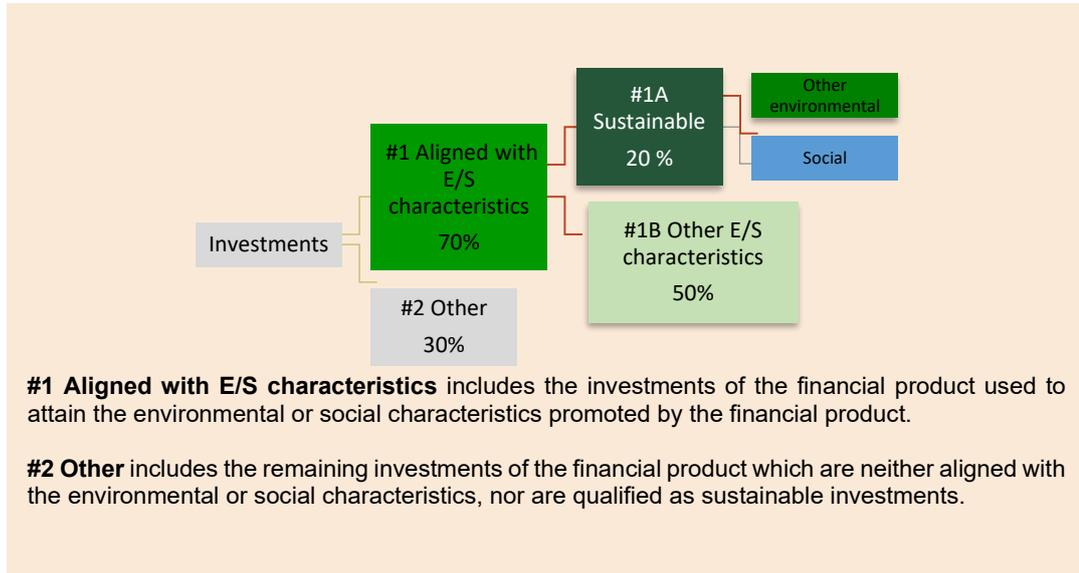 #1A
Sustainable
20 %
Other
environmental
Social
#1 Aligned with
E/S
characteristics
70%
#1B Other E/S
characteristics
50%
Investments
#2 Other
30%
#1 Aligned with E/S characteristics includes the investments of the financial product used to
attain the environmental or social characteristics promoted by the financial product.
#2 Other includes the remaining investments of the financial product which are neither aligned with
the environmental or social characteristics, nor are qualified as sustainable investments.